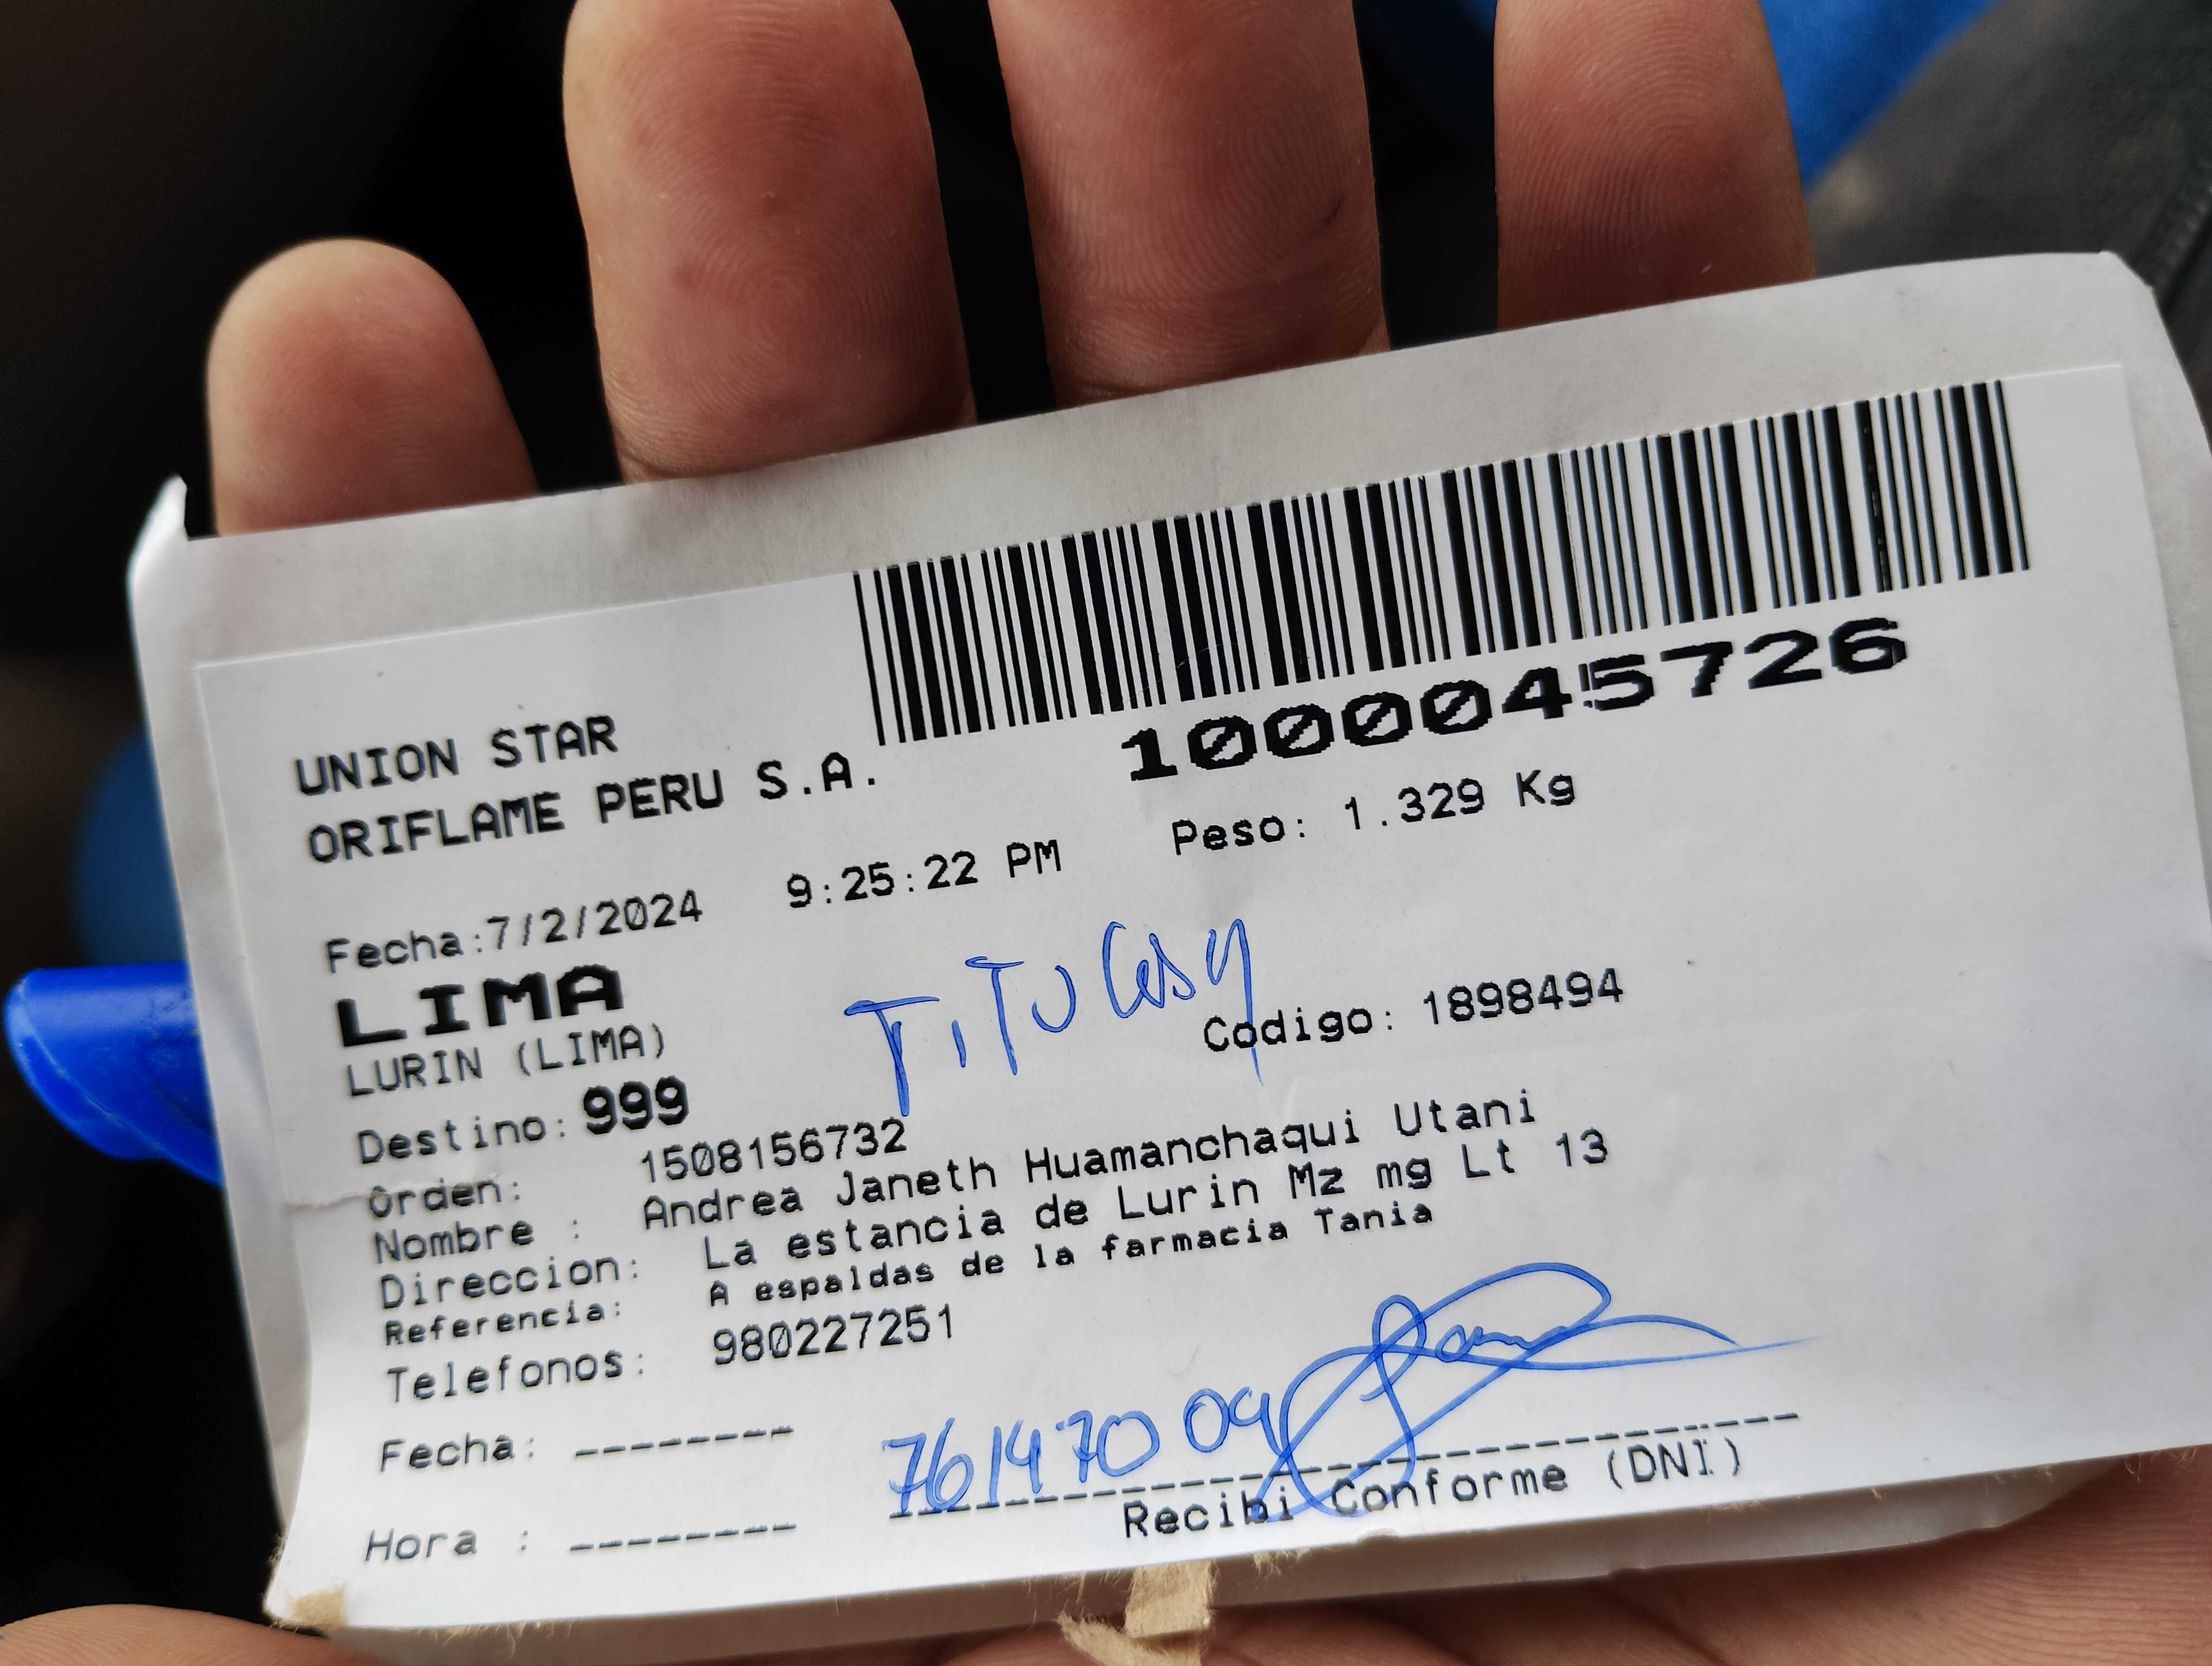 1000045726
UNION STAR
ORIFLAME PERU S.A.
Peso: 1.329 Kg
Fecha:7/2/2024 9:25:22 PM
LIMA
TITU
LURIN (LIMA)
Codigo: 1898494
Destino: 999
Orden: 1508156732
Nombre : Andrea Janeth Huamanchaqui Utani
Direccion: La estancia de Lurin Mz mg Lt 13
Referencia: A espaldas de la farmacia Tania
Telefonos: 980227251
Fecha: --------
76147009
Hora : --------
Recibi Conforme (DNI)